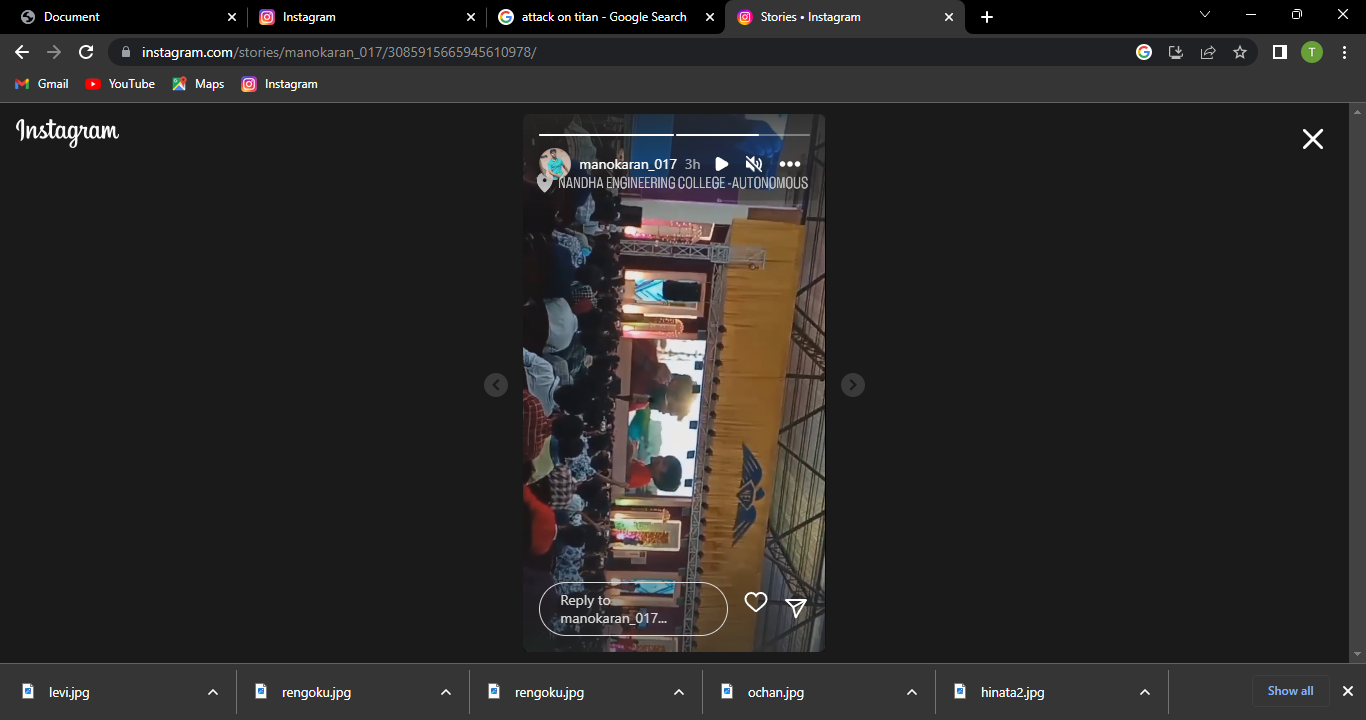 Document
Instagram
attack on titan - Google Search
Stories • Instagram
instagram.com/stories/manokaran_017/3085915665945610978/
T
Gmail
YouTube
Maps
Instagram
Instagram
manokaran_017 3h
NANDHA ENGINEERING COLLEGE -AUTONOMOUS
Reply to
manokaran_017...
levi.jpg
rengoku.jpg
rengoku.jpg
ochan.jpg
hinata2.jpg
Show all